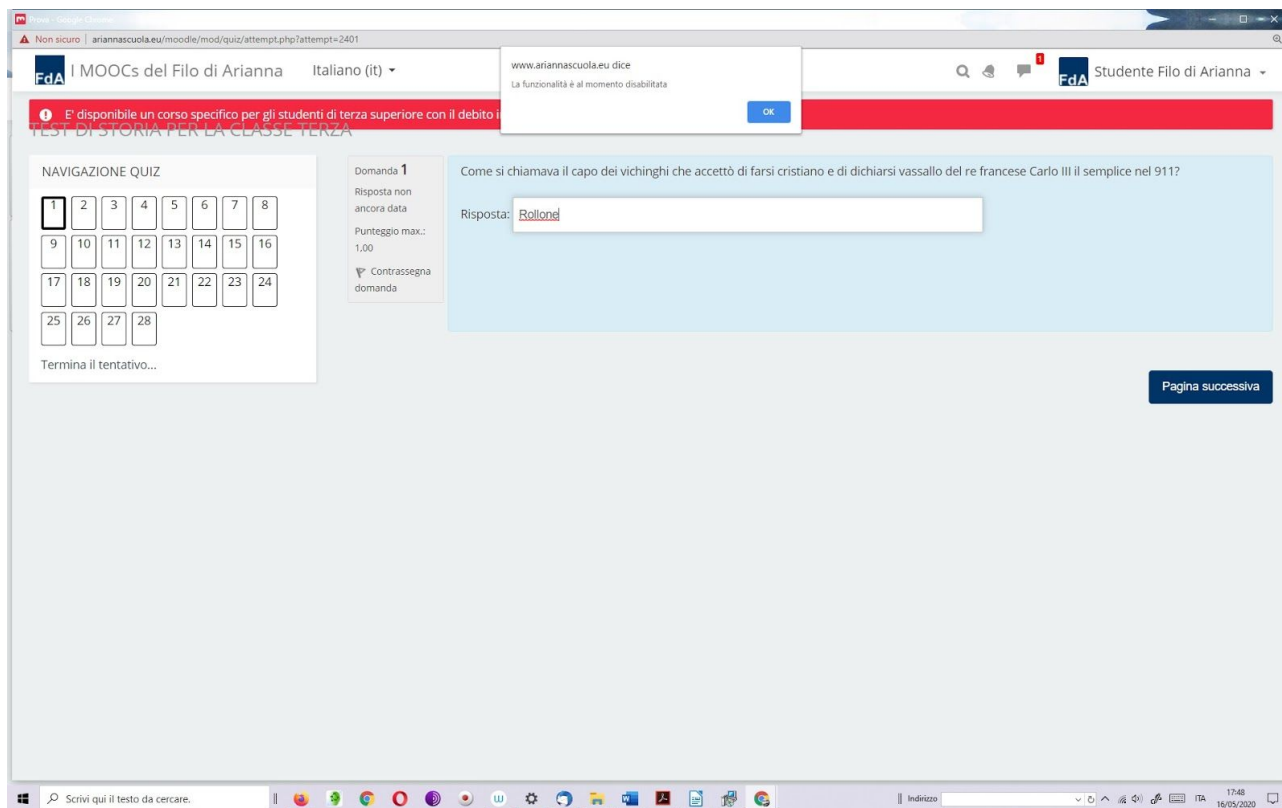 Prova - Google Chrome
Non sicuro | ariannascuola.eu/moodle/mod/quiz/attempt.php?attempt=2401
FdA I MOOCs del Filo di Arianna Italiano (it)
www.ariannascuola.eu dice
La funzionalità è al momento disabilitata
OK
1
FdA Studente Filo di Arianna
E' disponibile un corso specifico per gli studenti di terza superiore con il debito i
TEST DI STORIA PER LA CLASSE TERZA
NAVIGAZIONE QUIZ
1 2 3 4 5 6 7 8
9 10 11 12 13 14 15 16
17 18 19 20 21 22 23 24
25 26 27 28
Termina il tentativo...
Domanda 1
Risposta non
ancora data
Punteggio max.:
1,00
Contrassegna
domanda
Come si chiamava il capo dei vichinghi che accettò di farsi cristiano e di dichiarsi vassallo del re francese Carlo III il semplice nel 911?
Risposta: Rollone
Pagina successiva
Scrivi qui il testo da cercare.
Indirizzo
ITA
17:48
16/05/2020